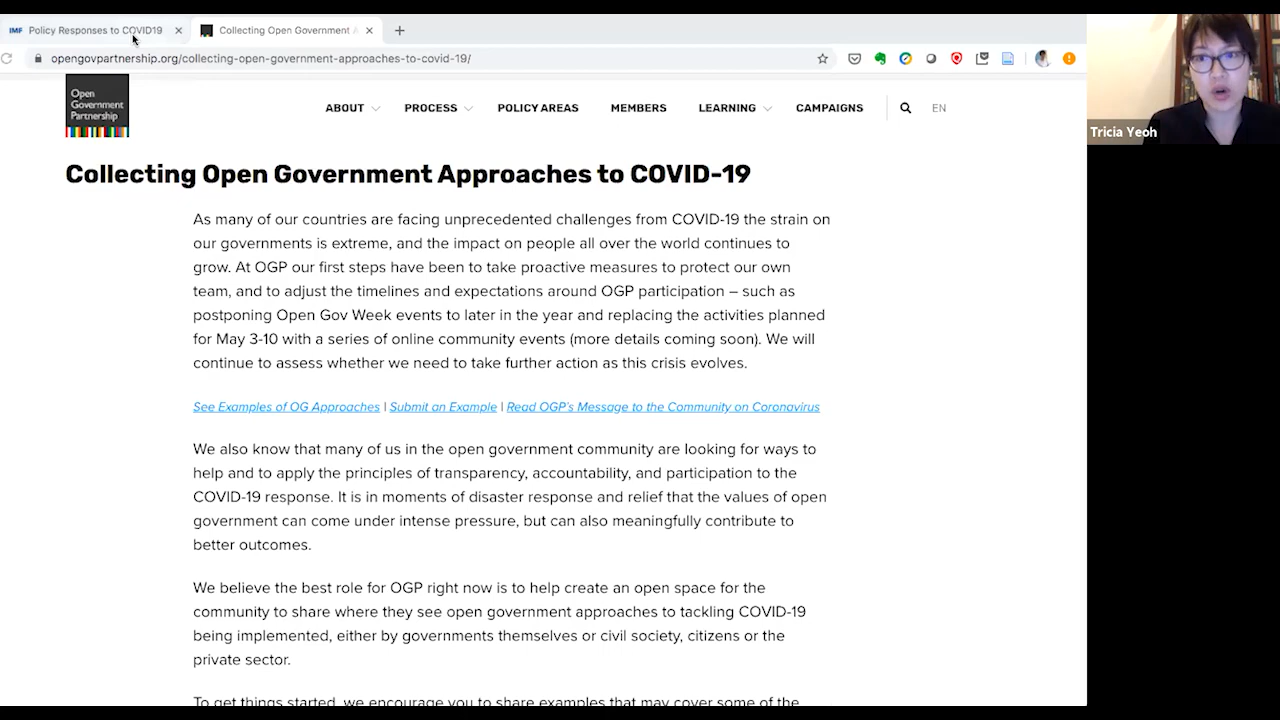 IMF Policy Responses to COVID19
Collecting Open Government A
opengovpartnership.org/collecting-open-government-approaches-to-covid-19/
Open
Government
Partnership
ABOUT PROCESS POLICY AREAS MEMBERS LEARNING CAMPAIGNS EN
Tricia Yeoh
Collecting Open Government Approaches to COVID-19
As many of our countries are facing unprecedented challenges from COVID-19 the strain on
our governments is extreme, and the impact on people all over the world continues to
grow. At OGP our first steps have been to take proactive measures to protect our own
team, and to adjust the timelines and expectations around OGP participation – such as
postponing Open Gov Week events to later in the year and replacing the activities planned
for May 3-10 with a series of online community events (more details coming soon). We will
continue to assess whether we need to take further action as this crisis evolves.
See Examples of OG Approaches | Submit an Example | Read OGP's Message to the Community on Coronavirus
We also know that many of us in the open government community are looking for ways to
help and to apply the principles of transparency, accountability, and participation to the
COVID-19 response. It is in moments of disaster response and relief that the values of open
government can come under intense pressure, but can also meaningfully contribute to
better outcomes.
We believe the best role for OGP right now is to help create an open space for the
community to share where they see open government approaches to tackling COVID-19
being implemented, either by governments themselves or civil society, citizens or the
private sector.
To get things started, we encourage you to share examples that may cover some of the